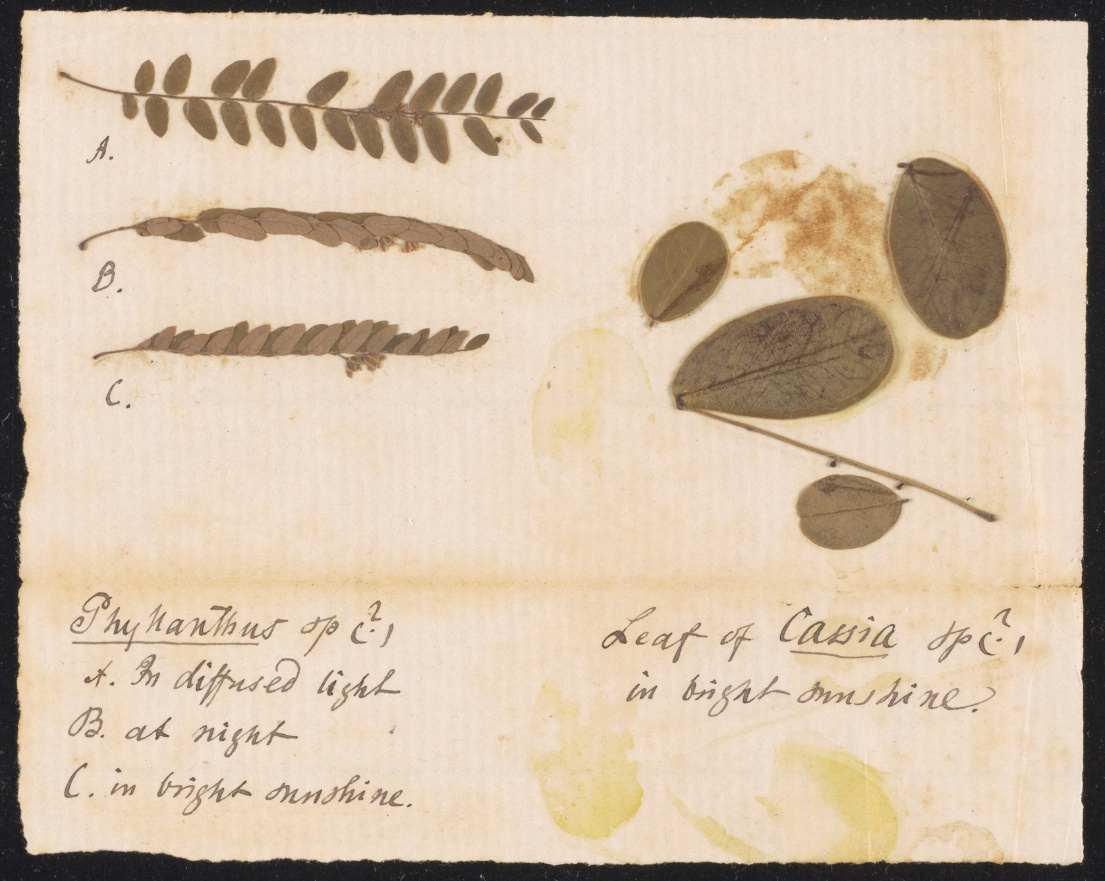 A.
B.
C.
Phyllanthus sp?,
A. In diffused light
B. at night
C. in bright sunshine.
Leaf of Cassia sp?,
in bright sunshine.